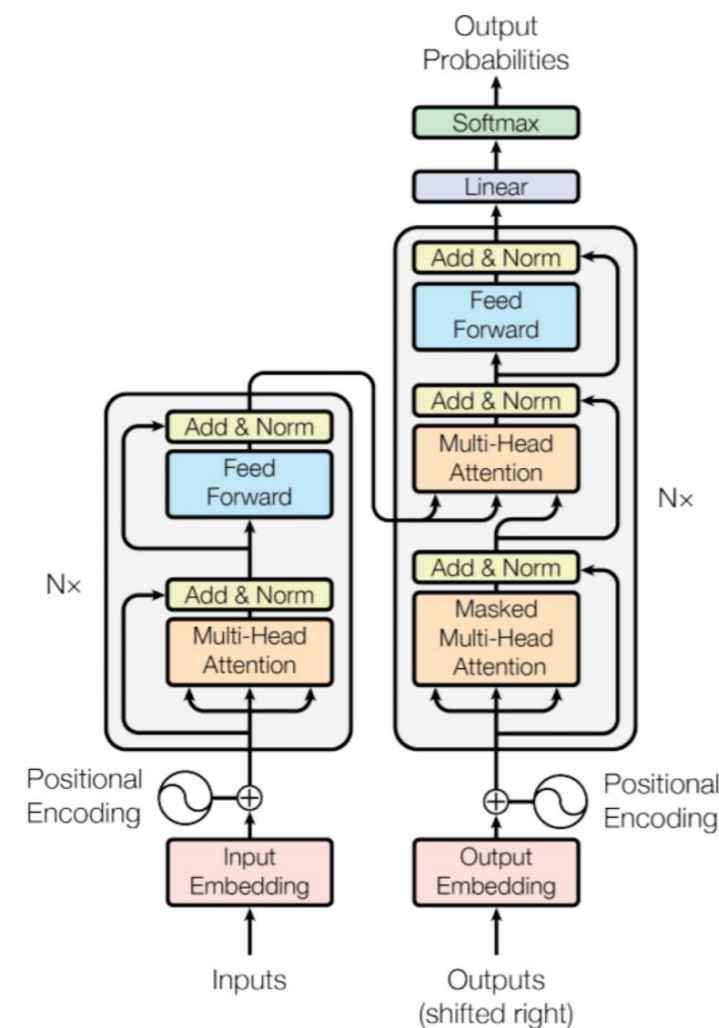 Output
Probabilities
Softmax
Linear
Add & Norm
Feed
Forward
Add & Norm
Multi-Head
Attention
Nx
Add & Norm
Masked
Multi-Head
Attention
Add & Norm
Feed
Forward
Nx
Add & Norm
Multi-Head
Attention
Positional
Encoding
Positional
Encoding
Input
Embedding
Output
Embedding
Inputs
Outputs
(shifted right)